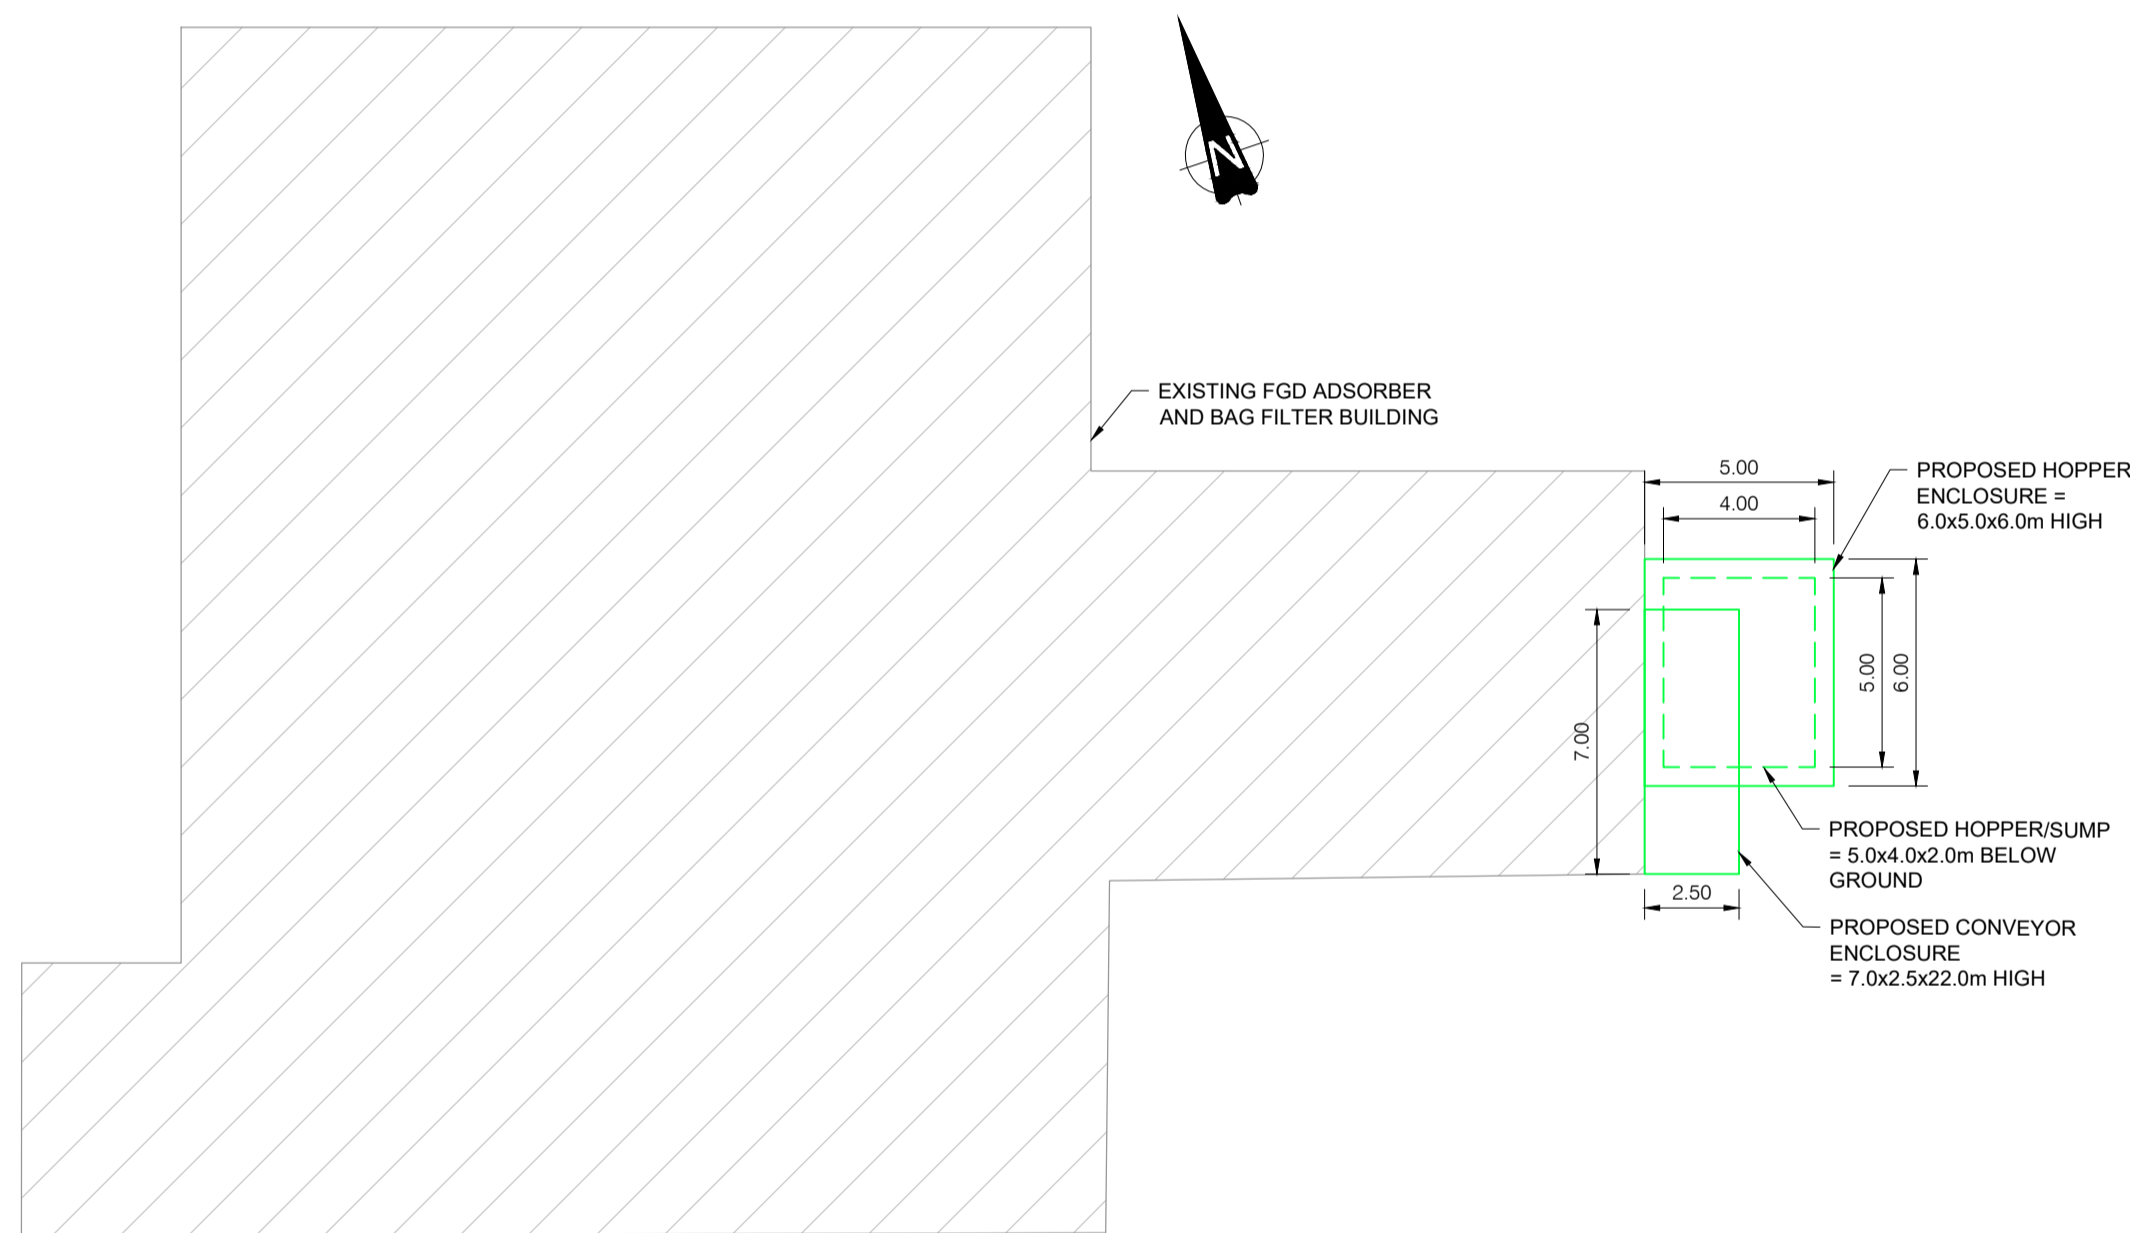 N
EXISTING FGD ADSORBER
AND BAG FILTER BUILDING
5.00
4.00
PROPOSED HOPPER
ENCLOSURE =
6.0x5.0x6.0m HIGH
5.00
6.00
7.00
2.50
PROPOSED HOPPER/SUMP
= 5.0x4.0x2.0m BELOW
GROUND
PROPOSED CONVEYOR
ENCLOSURE
= 7.0x2.5x22.0m HIGH